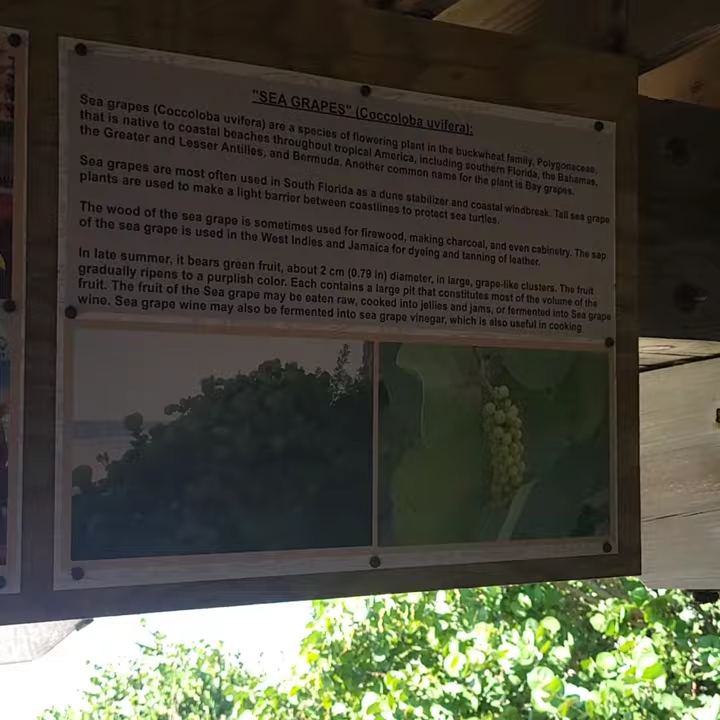 "SEA GRAPES" (Coccoloba uvifera):
Sea grapes (Coccoloba uvifera) are a species of flowering plant in the buckwheat family, Polygonaceae,
that is native to coastal beaches throughout tropical America, including southern Florida, the Bahamas,
the Greater and Lesser Antilles, and Bermuda. Another common name for the plant is Bay grapes.
Sea grapes are most often used in South Florida as a dune stabilizer and coastal windbreak. Tall sea grape
plants are used to make a light barrier between coastlines to protect sea turtles.
The wood of the sea grape is sometimes used for firewood, making charcoal, and even cabinetry. The sap
of the sea grape is used in the West Indies and Jamaica for dyeing and tanning of leather.
In late summer, it bears green fruit, about 2 cm (0.79 in) diameter, in large, grape-like clusters. The fruit
gradually ripens to a purplish color. Each contains a large pit that constitutes most of the volume of the
fruit. The fruit of the Sea grape may be eaten raw, cooked into jellies and jams, or fermented into Sea grape
wine. Sea grape wine may also be fermented into sea grape vinegar, which is also useful in cooking